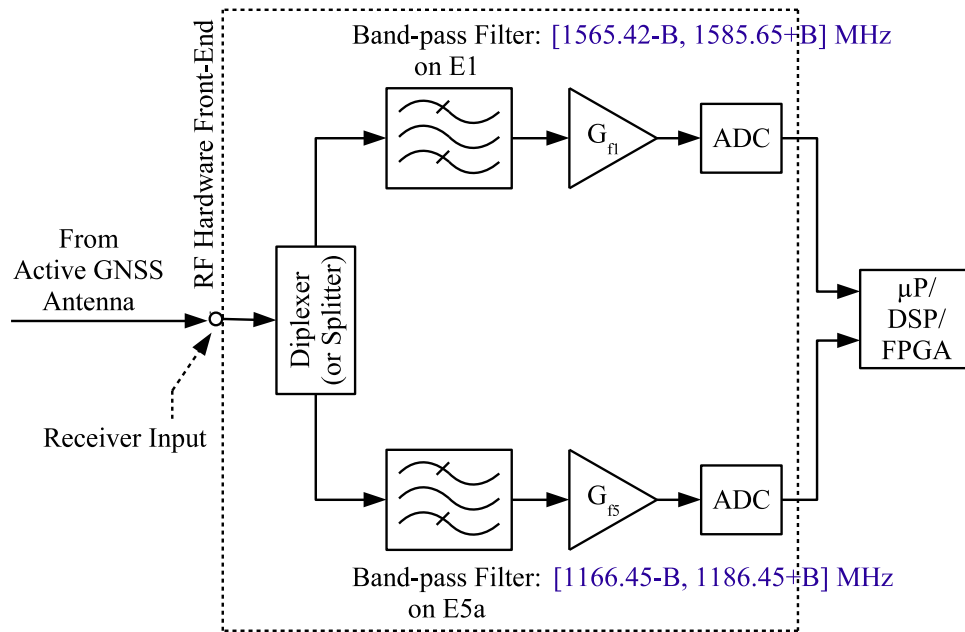 Band-pass Filter: [1565.42-B, 1585.65+B] MHz
on E1
RF Hardware Front-End
G f1
ADC
From
Active GNSS
Antenna
Diplexer
(or Splitter)
µP/
DSP/
FPGA
Receiver Input
G f5
ADC
Band-pass Filter: [1166.45-B, 1186.45+B] MHz
on E5a